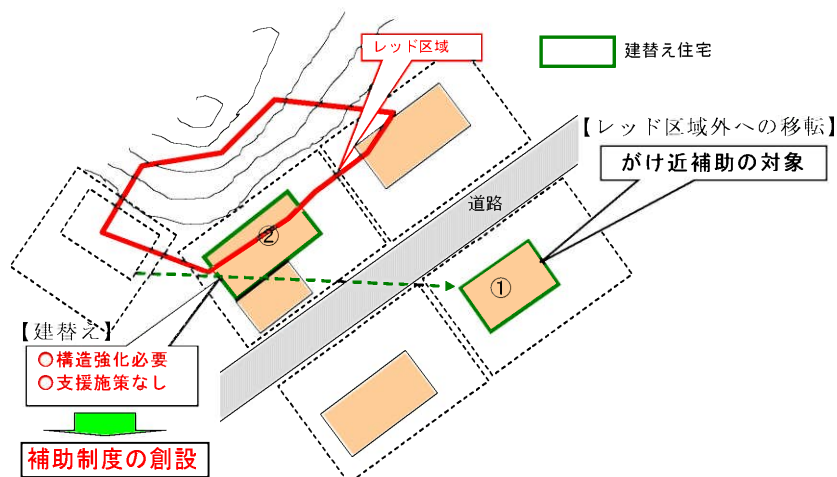 レッド区域
建替え住宅
【レッド区域外への移転】
がけ近補助の対象
道路
②
①
【建替え】
○構造強化必要
○支援施策なし
補助制度の創設